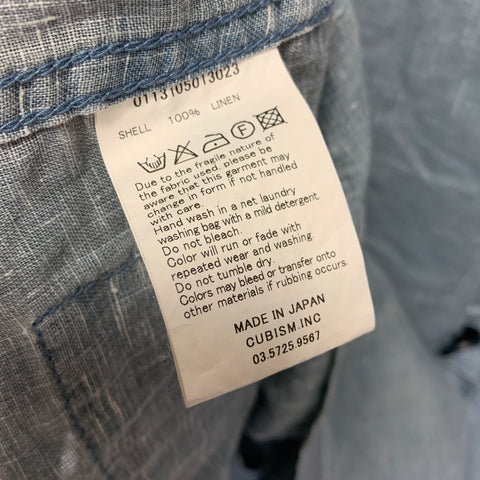 0113105013023
SHELL 100% LINEN
F
Due to the fragile nature of
the fabric used, please be
aware that this garment may
change in form if not handled
with care.
Hand wash in a net laundry
washing bag with a mild detergent.
Do not bleach.
Color will run or fade with
repeated wear and washing.
Do not tumble dry.
Colors may bleed or transfer onto
other materials if rubbing occurs.
MADE IN JAPAN
CUBISM.INC
03.5725.9567